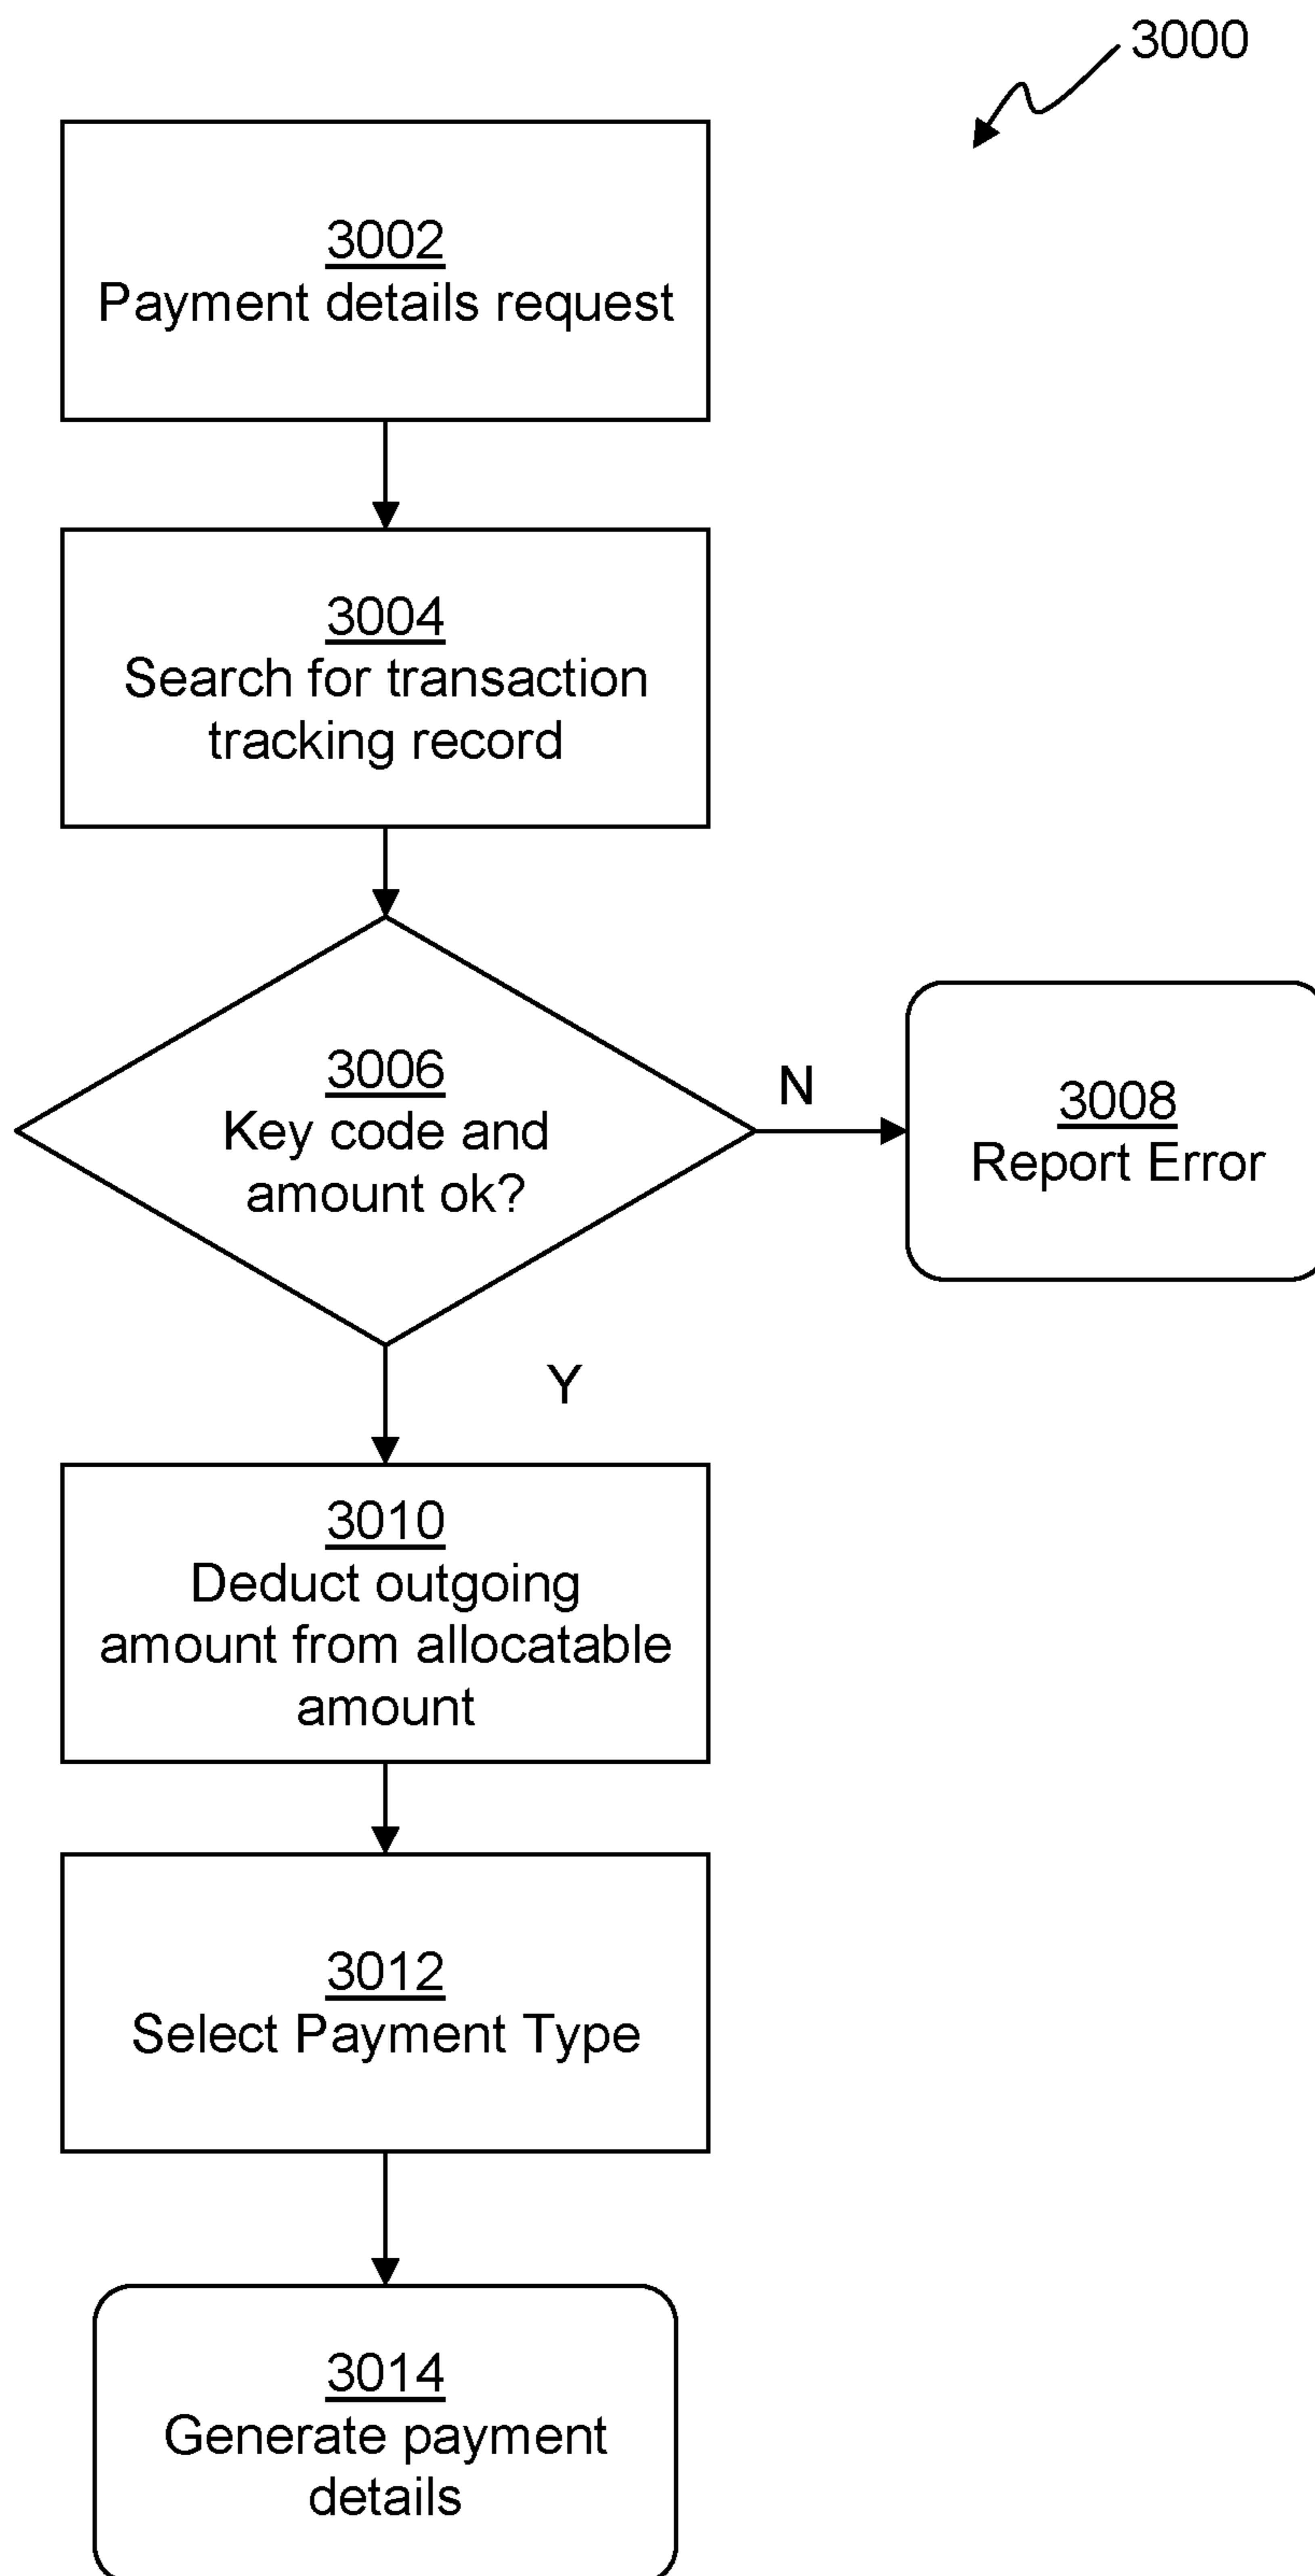 3000
3002
Payment details request
3004
Search for transaction
tracking record
3006
Key code and
amount ok?
N
3008
Report Error
Y
3010
Deduct outgoing
amount from allocatable
amount
3012
Select Payment Type
3014
Generate payment
details